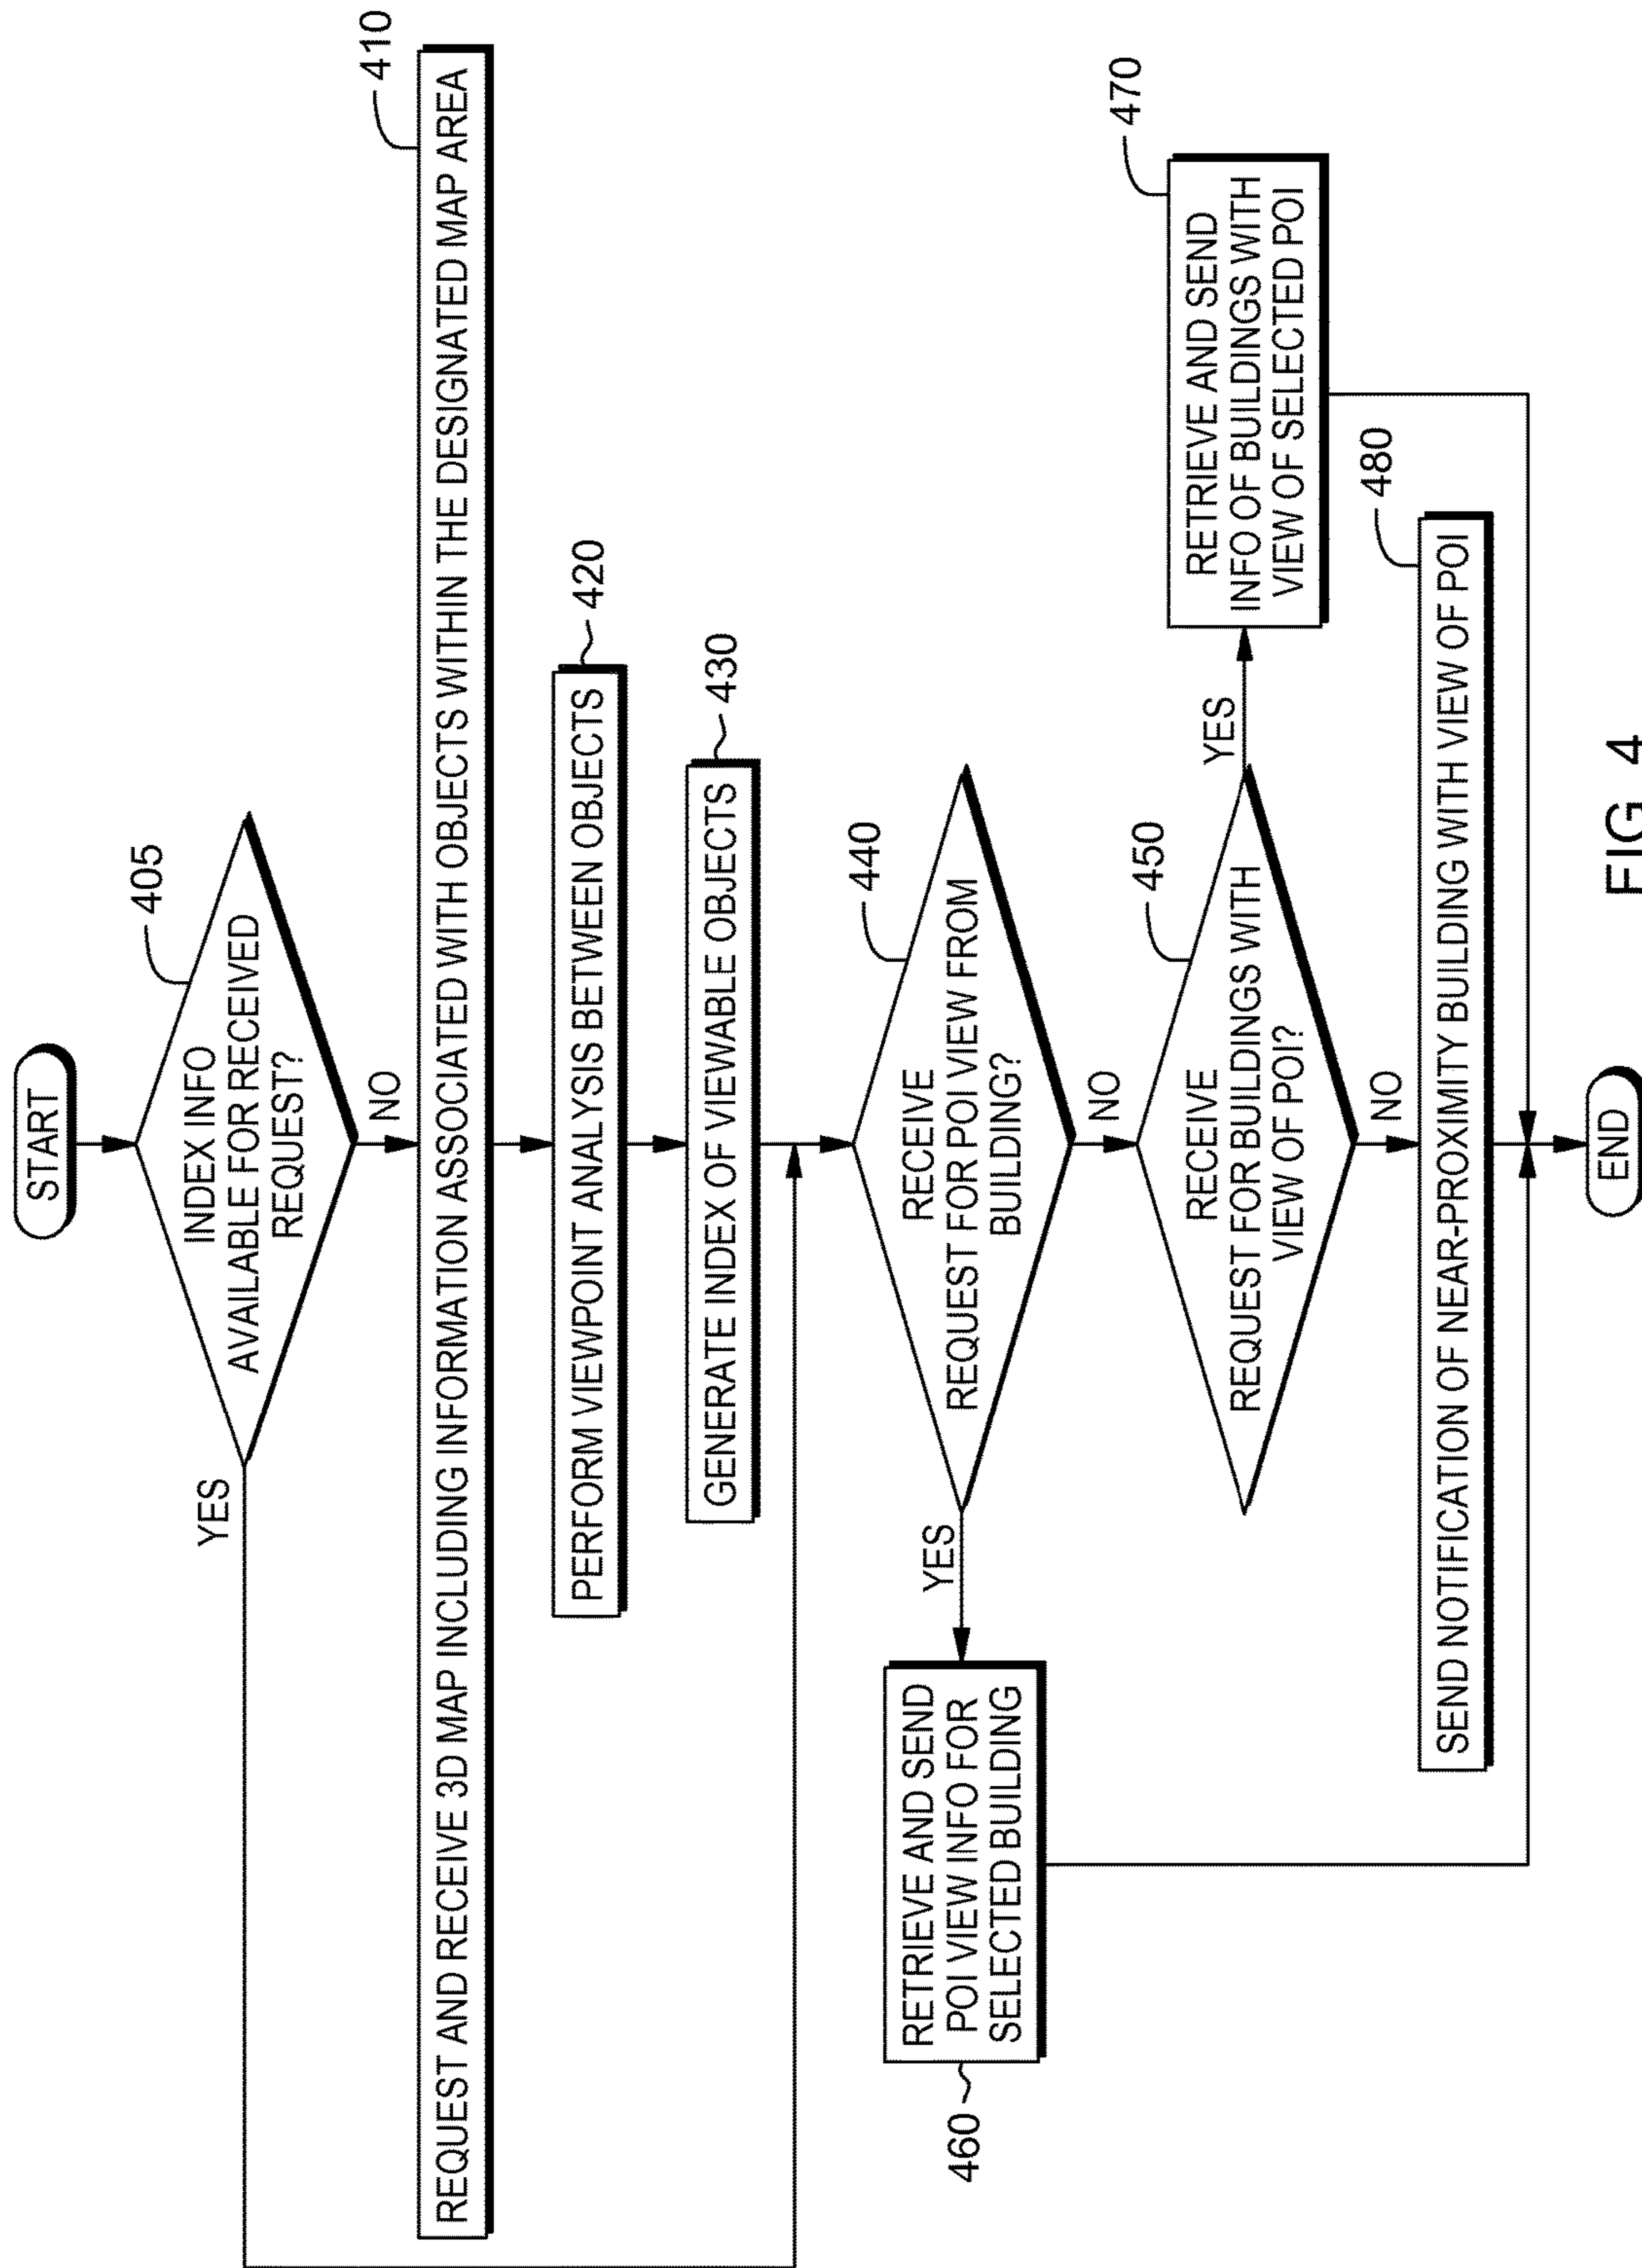 START
405
INDEX INFO
AVAILABLE FOR RECEIVED
REQUEST?
YES
NO
410
REQUEST AND RECEIVE 3D MAP INCLUDING INFORMATION ASSOCIATED WITH OBJECTS WITHIN THE DESIGNATED MAP AREA
PERFORM VIEWPOINT ANALYSIS BETWEEN OBJECTS
420
GENERATE INDEX OF VIEWABLE OBJECTS
430
440
RECEIVE
REQUEST FOR POI VIEW FROM
BUILDING?
YES
NO
RETRIEVE AND SEND
POI VIEW INFO FOR
SELECTED BUILDING
460
450
RECEIVE
REQUEST FOR BUILDINGS WITH
VIEW OF POI?
YES
NO
470
RETRIEVE AND SEND
INFO OF BUILDINGS WITH
VIEW OF SELECTED POI
480
SEND NOTIFICATION OF NEAR-PROXIMITY BUILDING WITH VIEW OF POI
END
FIG. 4